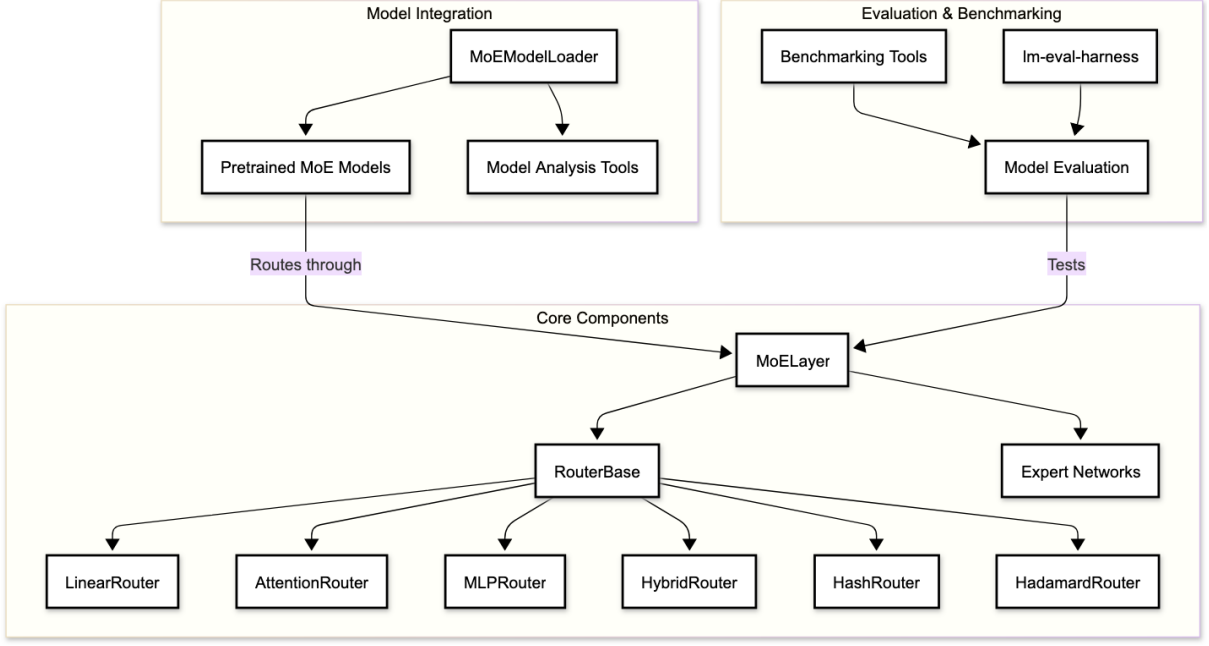 Model Integration
MoEModelLoader
Pretrained MoE Models
Model Analysis Tools
Evaluation & Benchmarking
Benchmarking Tools
lm-eval-harness
Model Evaluation
Routes through
Tests
Core Components
MoELayer
RouterBase
Expert Networks
LinearRouter
AttentionRouter
MLPRouter
HybridRouter
HashRouter
HadamardRouter